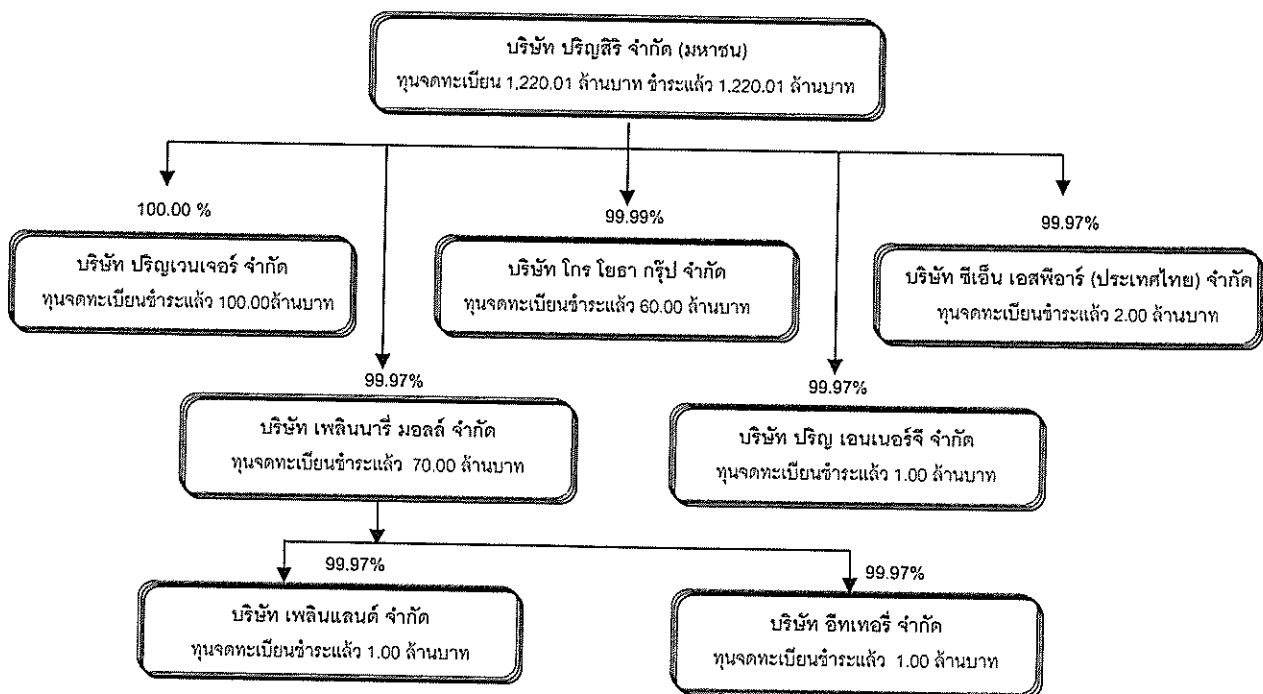 บริษัท ปริญสิริ จำกัด (มหาชน)
ทุนจดทะเบียน 1,220.01 ล้านบาท ชำระแล้ว 1,220.01 ล้านบาท
100.00 %
99.99%
99.97%
บริษัท ปริญเวนเจอร์ จำกัด
ทุนจดทะเบียนชำระแล้ว 100.00ล้านบาท
บริษัท โกร โยธา กรุ๊ป จำกัด
ทุนจดทะเบียนชำระแล้ว 60.00 ล้านบาท
บริษัท ซีเอ็น เอสพีอาร์ (ประเทศไทย) จำกัด
ทุนจดทะเบียนชำระแล้ว 2.00 ล้านบาท
99.97%
99.97%
บริษัท เพลินนารี่ มอลล์ จำกัด
ทุนจดทะเบียนชำระแล้ว 70.00 ล้านบาท
บริษัท ปริญ เอนเนอร์จี จำกัด
ทุนจดทะเบียนชำระแล้ว 1.00 ล้านบาท
99.97%
99.97%
บริษัท เพลินแลนด์ จำกัด
ทุนจดทะเบียนชำระแล้ว 1.00 ล้านบาท
บริษัท อีทเทอรี่ จำกัด
ทุนจดทะเบียนชำระแล้ว 1.00 ล้านบาท